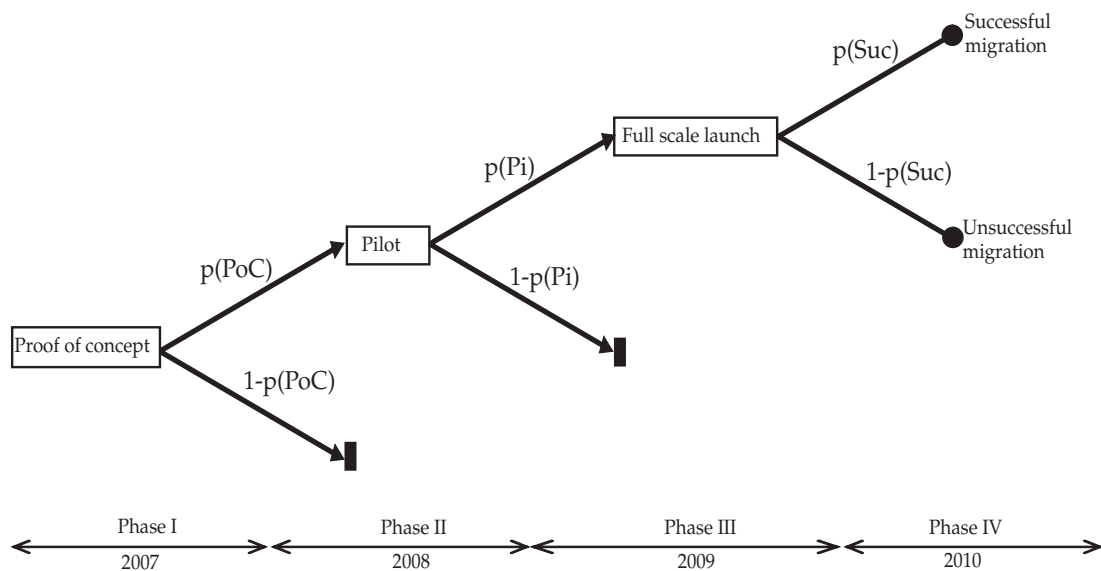 Successful
migration
p(Suc)
Full scale launch
p(Pi)
1-p(Suc)
Pilot
Unsuccessful
migration
p(PoC)
1-p(Pi)
Proof of concept
1-p(PoC)
Phase I
Phase II
Phase III
Phase IV
2007
2008
2009
2010